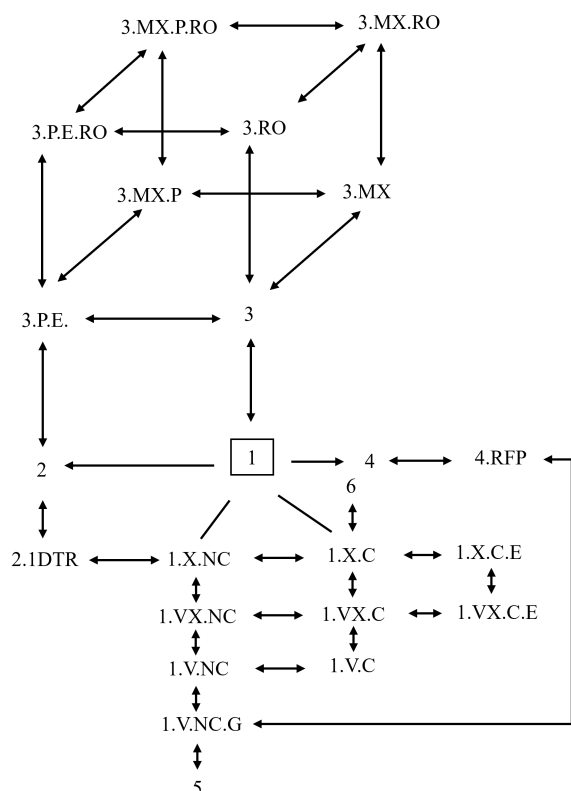 3.MX.P.RO 3.MX.RO
3.P.E.RO 3.RO
3.MX.P 3.MX
3.P.E. 3
2 1 4 4.RFP
6
2.1DTR 1.X.NC 1.X.C 1.X.C.E
1.VX.NC 1.VX.C 1.VX.C.E
1.V.NC 1.V.C
1.V.NC.G
5